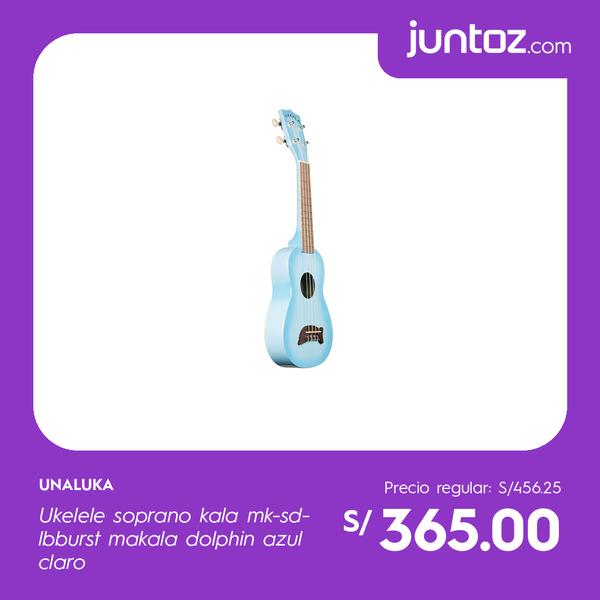 juntoz.com
UNALUKA
Ukelele soprano kala mk-sd-
lbburst makala dolphin azul
claro
Precio regular: S/456.25
S/365.00